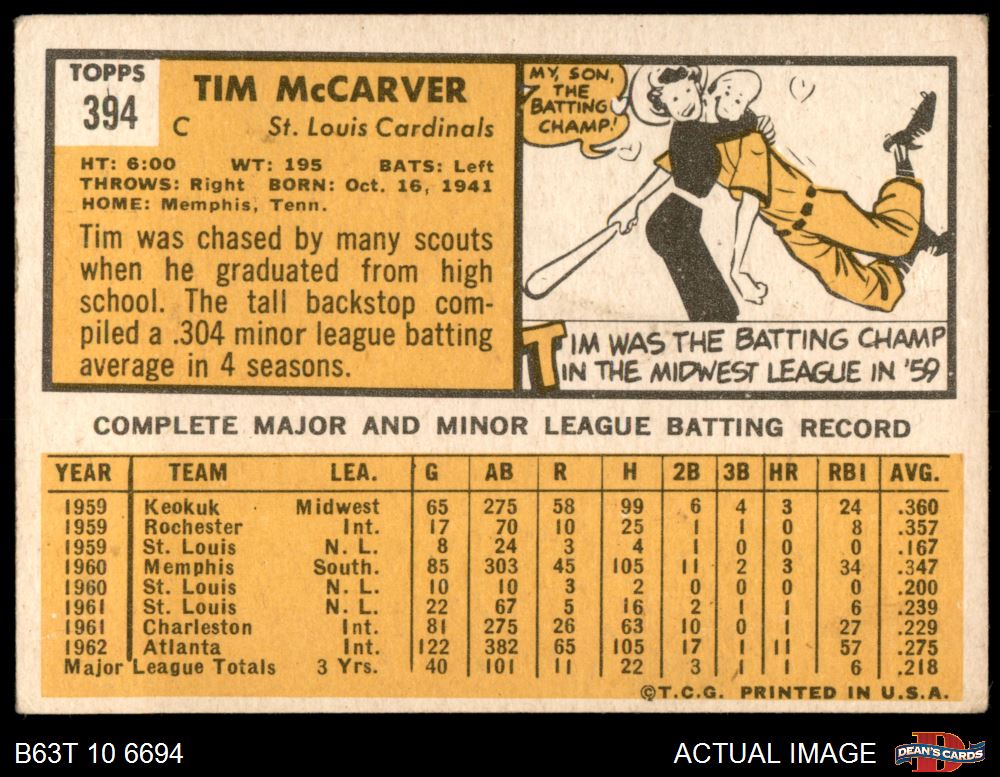 TOPPS
394
TIM McCARVER
C St. Louis Cardinals
HT: 6:00 WT: 195 BATS: Left
THROWS: Right BORN: Oct. 16, 1941
HOME: Memphis, Tenn.
Tim was chased by many scouts
when he graduated from high
school. The tall backstop com-
piled a .304 minor league batting
average in 4 seasons.
MY, SON,
THE
BATTING
CHAMP!
TIM WAS THE BATTING CHAMP
IN THE MIDWEST LEAGUE IN '59
COMPLETE MAJOR AND MINOR LEAGUE BATTING RECORD
YEAR TEAM LEA. G AB R H 2B 3B HR RBI AVG.
1959 Keokuk Midwest 65 275 58 99 6 4 3 24 .360
1959 Rochester Int. 17 70 10 25 1 1 0 8 .357
1959 St. Louis N. L. 8 24 3 4 1 0 0 0 .167
1960 Memphis South. 85 303 45 105 11 2 3 34 .347
1960 St. Louis N. L. 10 10 3 2 0 0 0 0 .200
1961 St. Louis N. L. 22 67 5 16 2 1 1 6 .239
1961 Charleston Int. 81 275 26 63 10 0 1 27 .229
1962 Atlanta Int. 122 382 65 105 17 1 11 57 .275
Major League Totals 3 Yrs. 40 101 11 22 3 1 1 6 .218
©T.C.G. PRINTED IN U.S.A.
B63T 10 6694 ACTUAL IMAGE
D
DEAN'S CARDS